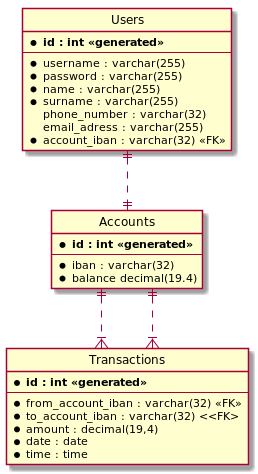 Users
id : int «generated»
username : varchar(255)
password : varchar(255)
name : varchar(255)
surname : varchar(255)
phone_number : varchar(32)
email_adress : varchar(255)
account_iban : varchar(32) «FK»
Accounts
id : int «generated»
iban : varchar(32)
balance decimal(19.4)
Transactions
id : int «generated»
from_account_iban : varchar(32) «FK»
to_account_iban : varchar(32) <<FK>
amount : decimal(19,4)
date : date
time : time